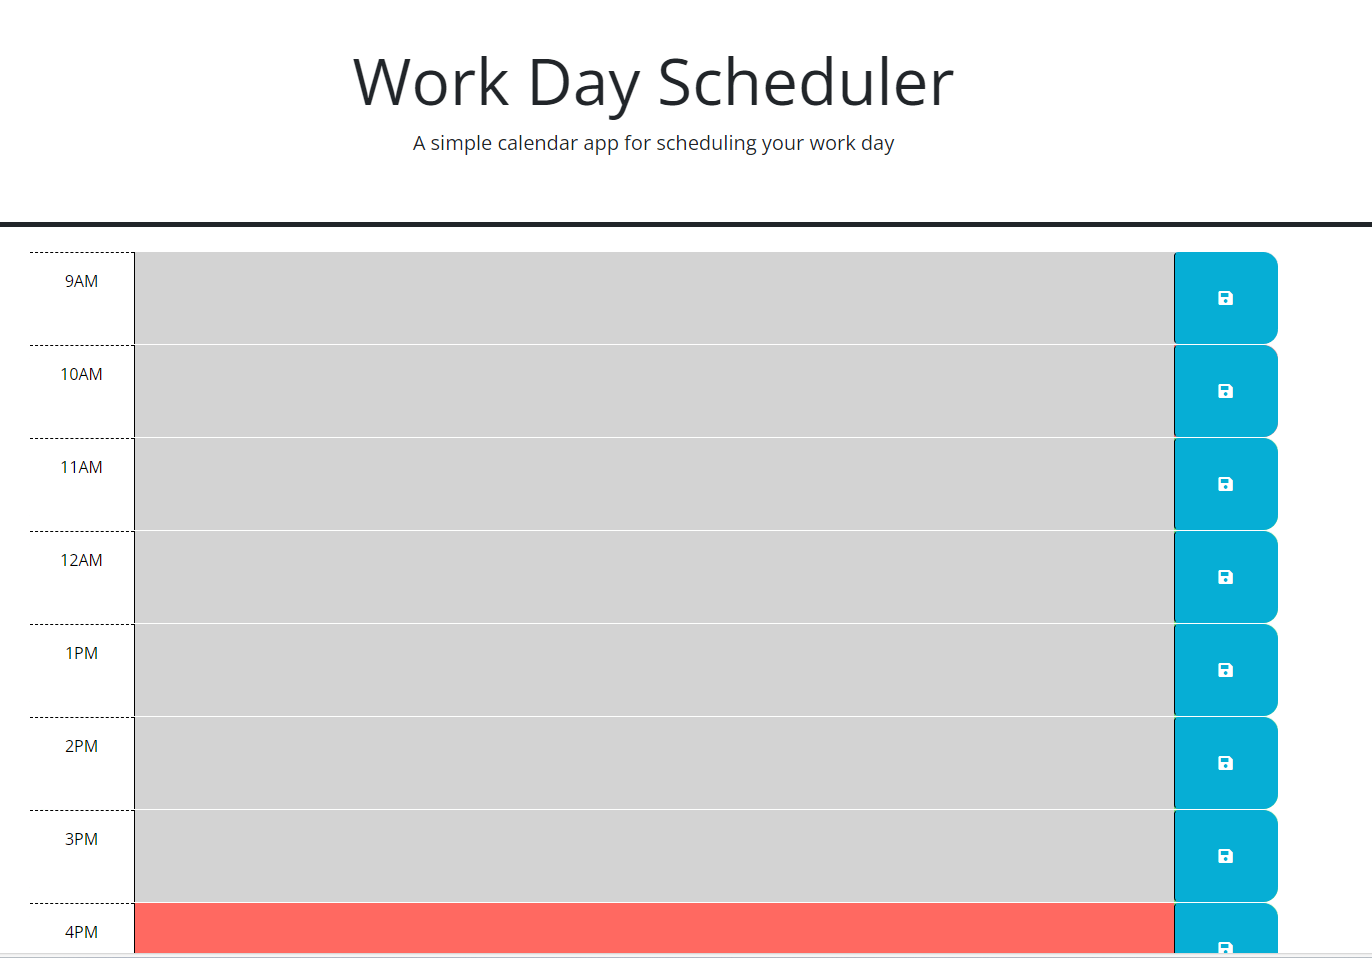 Work Day Scheduler
A simple calendar app for scheduling your work day
9AM
10AM
11AM
12AM
1PM
2PM
3PM
4PM